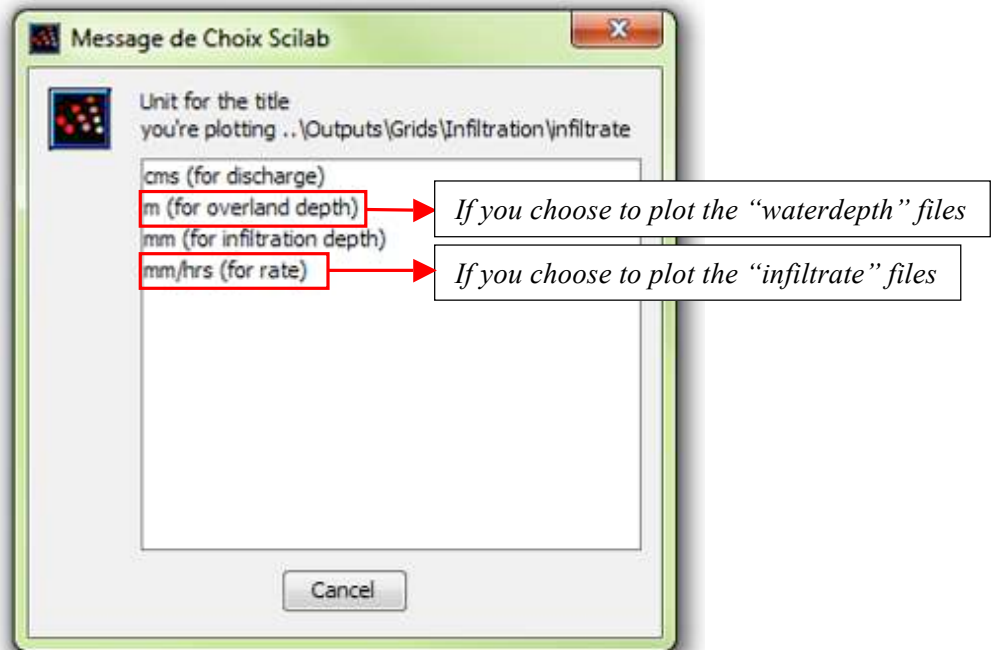 Message de Choix Scilab
Unit for the title
you're plotting ..\Outputs\Grids\Infiltration\infiltrate
cms (for discharge)
m (for overland depth)
If you choose to plot the “waterdepth” files
mm (for infiltration depth)
mm/hrs (for rate)
If you choose to plot the “infiltrate” files
Cancel